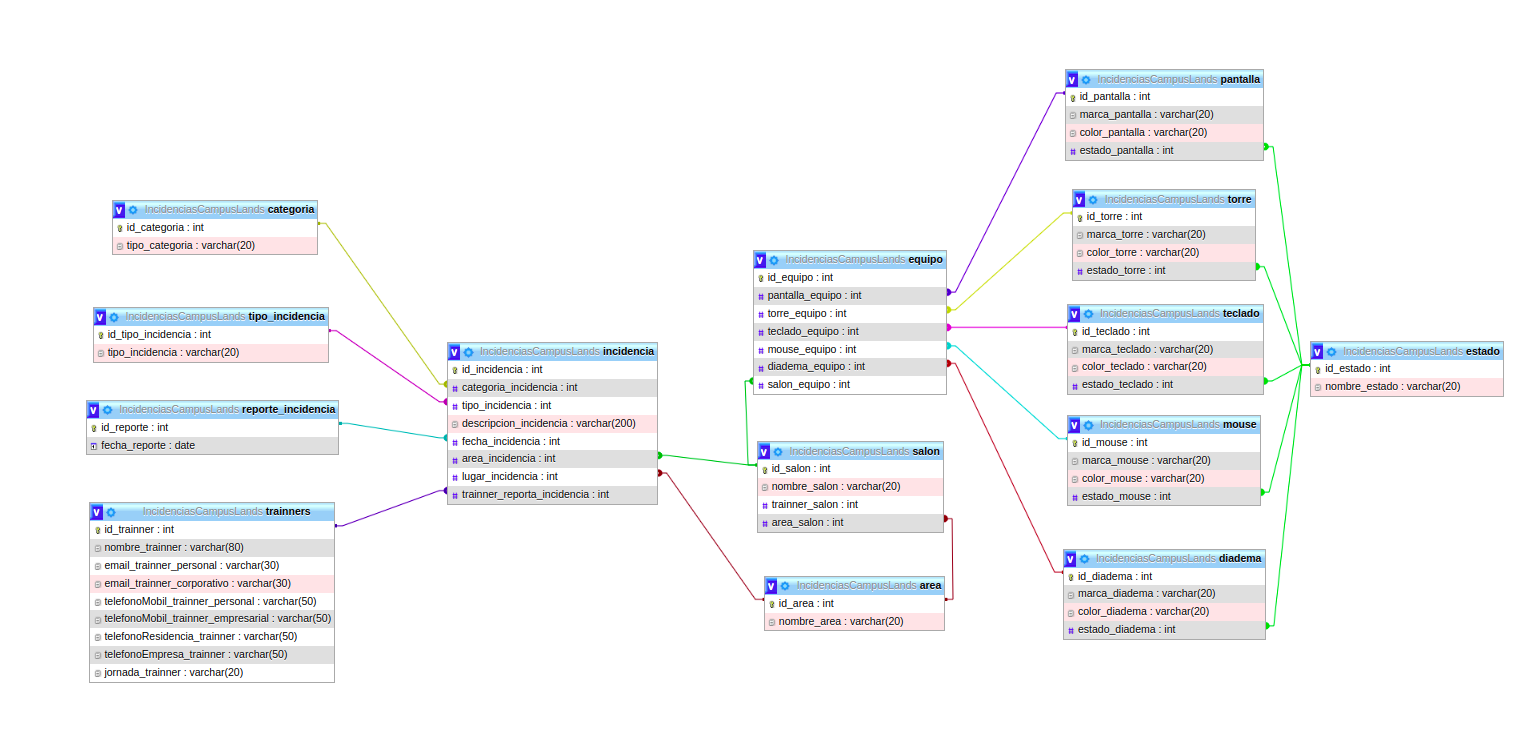 IncidenciasCampusLands categoria
id_categoria : int
tipo_categoria : varchar(20)
IncidenciasCampusLands tipo_incidencia
id_tipo_incidencia : int
tipo_incidencia : varchar(20)
IncidenciasCampusLands reporte_incidencia
id_reporte : int
fecha_reporte : date
IncidenciasCampusLands trainners
id_trainner : int
nombre_trainner : varchar(80)
email_trainner_personal : varchar(30)
email_trainner_corporativo : varchar(30)
telefonoMobil_trainner_personal : varchar(50)
telefonoMobil_trainner_empresarial : varchar(50)
telefonoResidencia_trainner : varchar(50)
telefonoEmpresa_trainner : varchar(50)
jornada_trainner : varchar(20)
IncidenciasCampusLands incidencia
id_incidencia : int
categoria_incidencia : int
tipo_incidencia : int
descripcion_incidencia : varchar(200)
fecha_incidencia : int
area_incidencia : int
lugar_incidencia : int
trainner_reporta_incidencia : int
IncidenciasCampusLands equipo
id_equipo : int
pantalla_equipo : int
torre_equipo : int
teclado_equipo : int
mouse_equipo : int
diadema_equipo : int
salon_equipo : int
IncidenciasCampusLands salon
id_salon : int
nombre_salon : varchar(20)
trainner_salon : int
area_salon : int
IncidenciasCampusLands area
id_area : int
nombre_area : varchar(20)
IncidenciasCampusLands pantalla
id_pantalla : int
marca_pantalla : varchar(20)
color_pantalla : varchar(20)
estado_pantalla : int
IncidenciasCampusLands torre
id_torre : int
marca_torre : varchar(20)
color_torre : varchar(20)
estado_torre : int
IncidenciasCampusLands teclado
id_teclado : int
marca_teclado : varchar(20)
color_teclado : varchar(20)
estado_teclado : int
IncidenciasCampusLands mouse
id_mouse : int
marca_mouse : varchar(20)
color_mouse : varchar(20)
estado_mouse : int
IncidenciasCampusLands diadema
id_diadema : int
marca_diadema : varchar(20)
color_diadema : varchar(20)
estado_diadema : int
IncidenciasCampusLands estado
id_estado : int
nombre_estado : varchar(20)